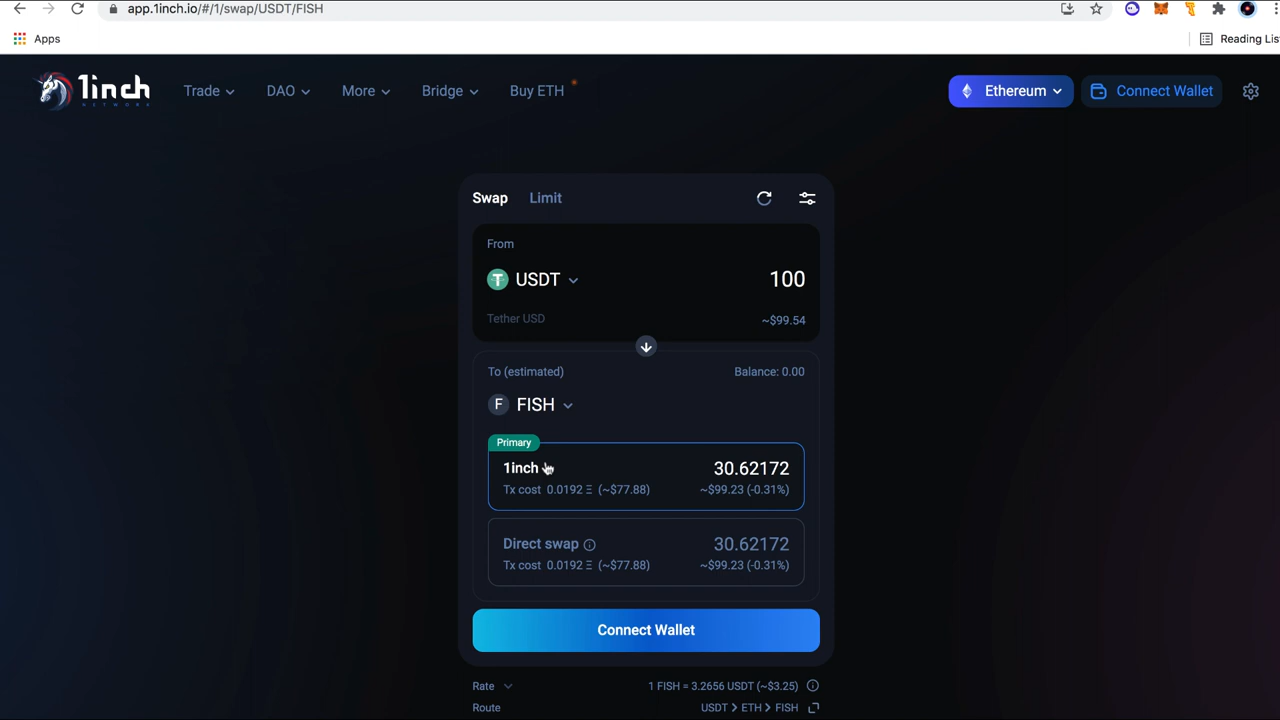 app.1inch.io/#/1/swap/USDT/FISH
Apps
Reading Lis
1inch
NETWORK
Trade
DAO
More
Bridge
Buy ETH
Ethereum
Connect Wallet
Swap
Limit
From
USDT
100
Tether USD
~$99.54
To (estimated)
Balance: 0.00
F FISH
Primary
1inch
30.62172
Tx cost 0.0192 Ξ (~$77.88)
~$99.23 (-0.31%)
Direct swap
30.62172
Tx cost 0.0192 Ξ (~$77.88)
~$99.23 (-0.31%)
Connect Wallet
Rate
1 FISH = 3.2656 USDT (~$3.25)
Route
USDT > ETH > FISH